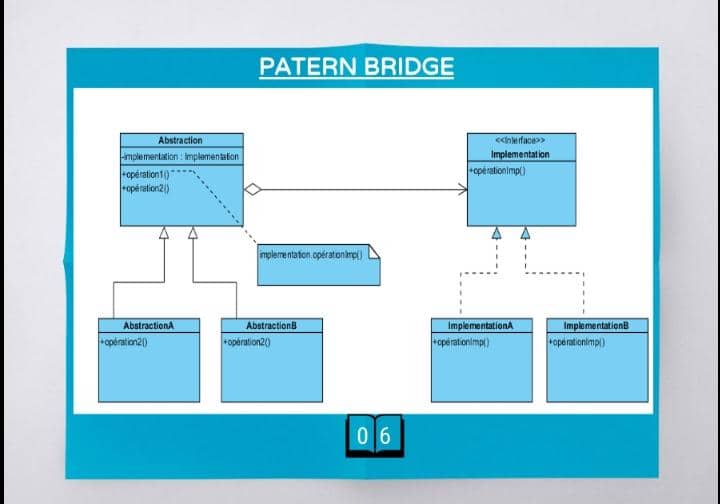 PATERN BRIDGE
Abstraction
-implementation : Implementation
+opération1()
+opération2()
<<Interface>>
Implementation
+opérationImp()
implementation.opérationImp()
AbstractionA
+opération2()
AbstractionB
+opération2()
ImplementationA
+opérationImp()
ImplementationB
+opérationImp()
06